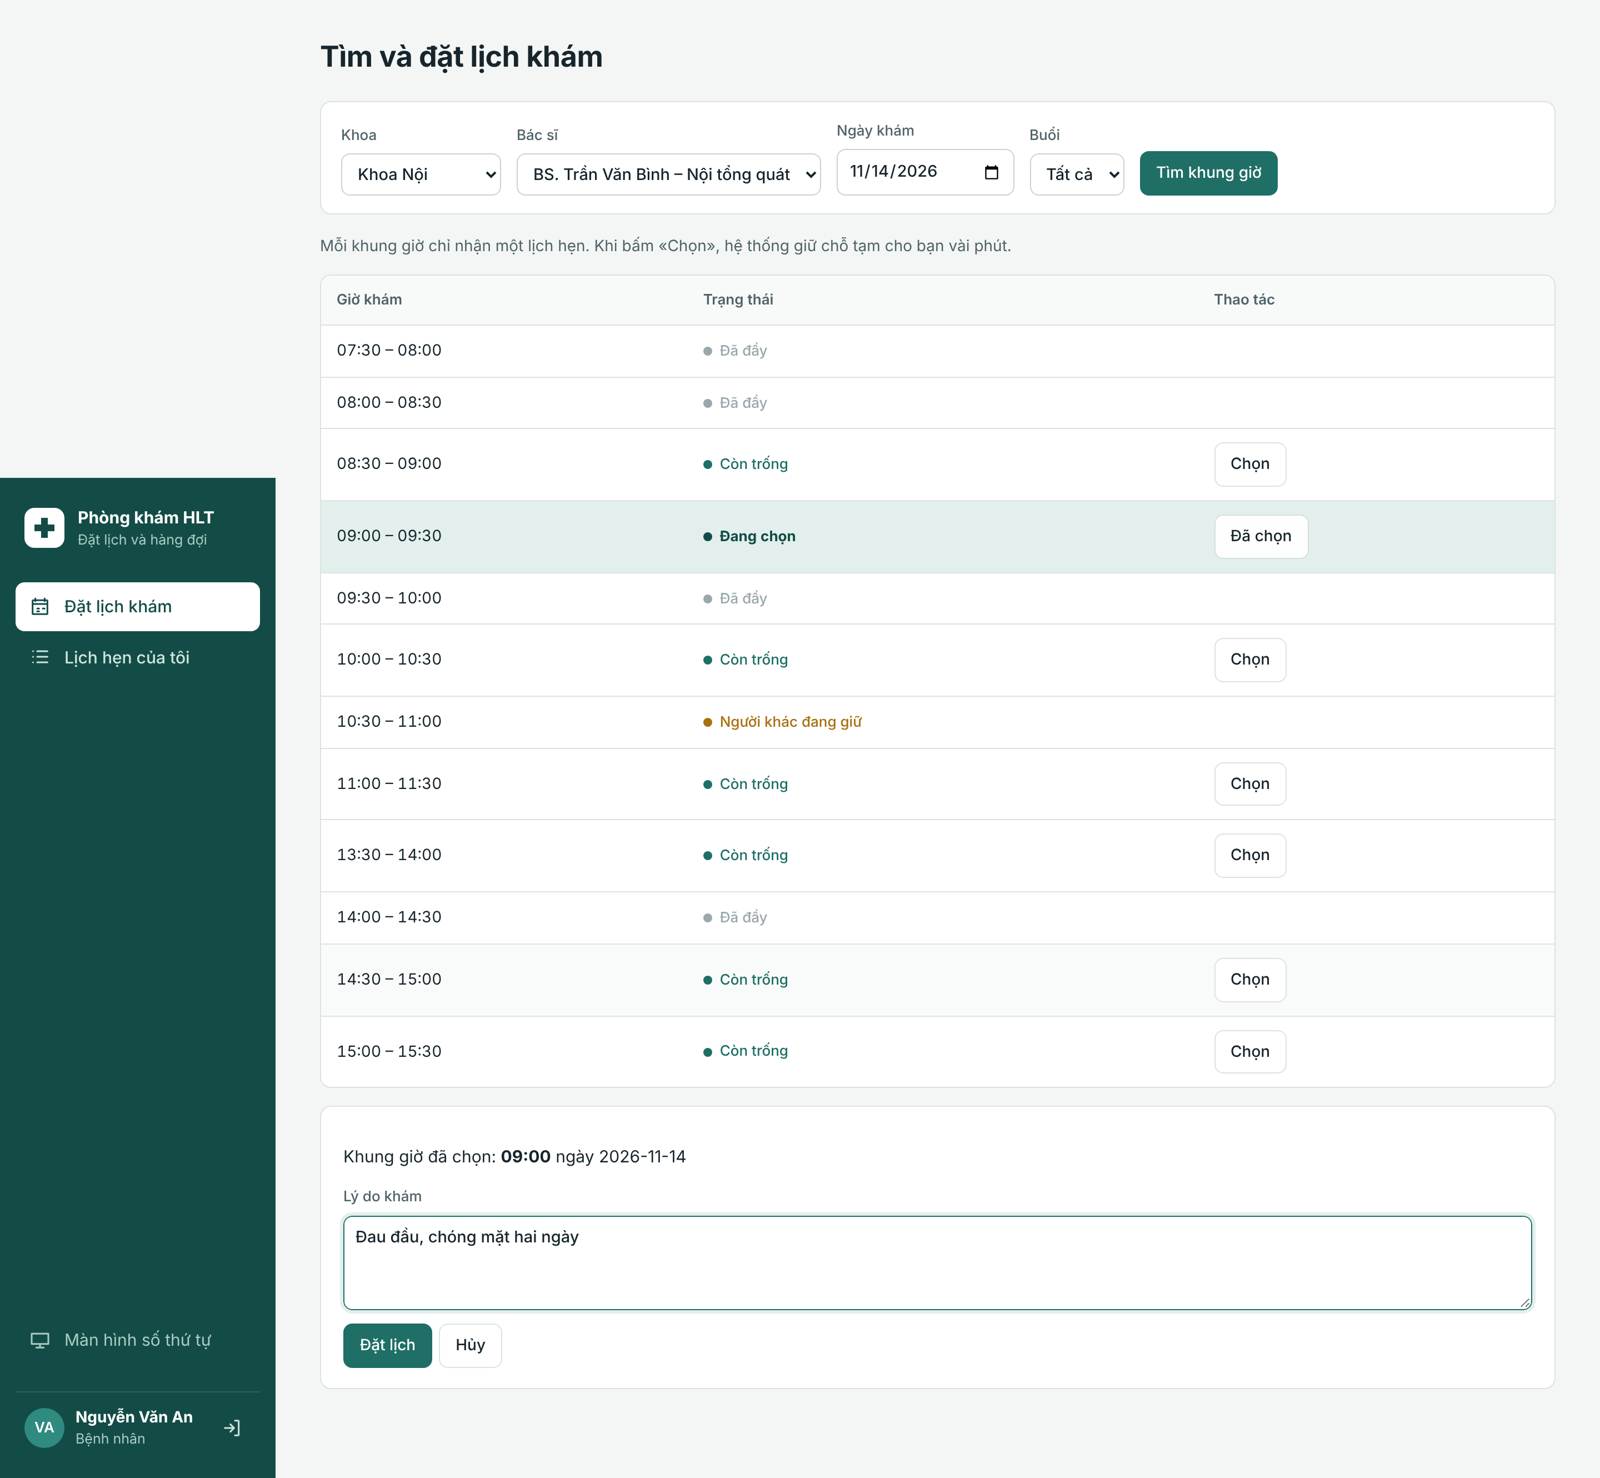 Phòng khám HLT
Đặt lịch và hàng đợi
Đặt lịch khám
Lịch hẹn của tôi
Màn hình số thứ tự
VA
Nguyễn Văn An
Bệnh nhân
Tìm và đặt lịch khám
Khoa Bác sĩ Ngày khám Buổi
Khoa Nội BS. Trần Văn Bình – Nội tổng quát 11/14/2026 Tất cả Tìm khung giờ
Mỗi khung giờ chỉ nhận một lịch hẹn. Khi bấm «Chọn», hệ thống giữ chỗ tạm cho bạn vài phút.
Giờ khám Trạng thái Thao tác
07:30 – 08:00 Đã đầy
08:00 – 08:30 Đã đầy
08:30 – 09:00 Còn trống Chọn
09:00 – 09:30 Đang chọn Đã chọn
09:30 – 10:00 Đã đầy
10:00 – 10:30 Còn trống Chọn
10:30 – 11:00 Người khác đang giữ
11:00 – 11:30 Còn trống Chọn
13:30 – 14:00 Còn trống Chọn
14:00 – 14:30 Đã đầy
14:30 – 15:00 Còn trống Chọn
15:00 – 15:30 Còn trống Chọn
Khung giờ đã chọn: 09:00 ngày 2026-11-14
Lý do khám
Đau đầu, chóng mặt hai ngày
Đặt lịch Hủy